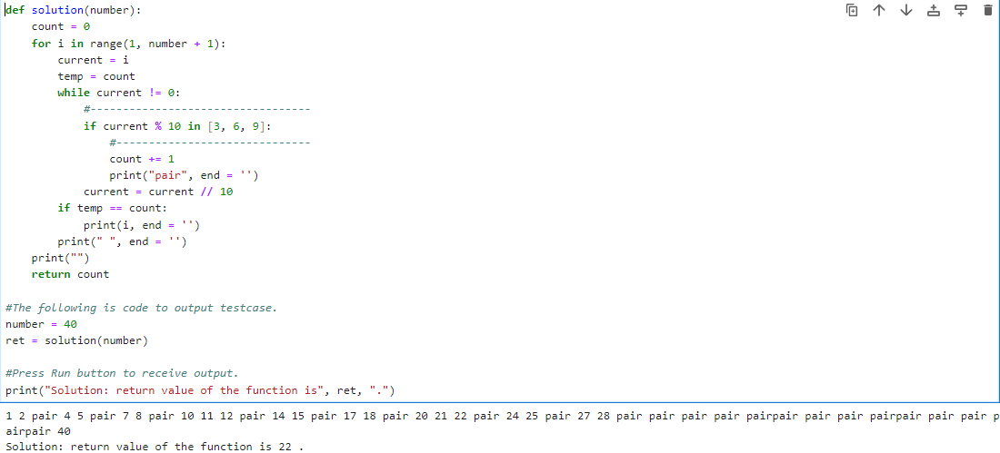 def solution(number):
    count = 0
    for i in range(1, number + 1):
        current = i
        temp = count
        while current != 0:
            #----------------------------------
            if current % 10 in [3, 6, 9]:
                #------------------------------
                count += 1
                print("pair", end = '')
            current = current // 10
        if temp == count:
            print(i, end = '')
        print(" ", end = '')
    print("")
    return count

#The following is code to output testcase.
number = 40
ret = solution(number)

#Press Run button to receive output.
print("Solution: return value of the function is", ret, ".")
1 2 pair 4 5 pair 7 8 pair 10 11 12 pair 14 15 pair 17 18 pair 20 21 22 pair 24 25 pair 27 28 pair pair pair pair pairpair pair pair pairpair pair pair p
airpair 40
Solution: return value of the function is 22 .